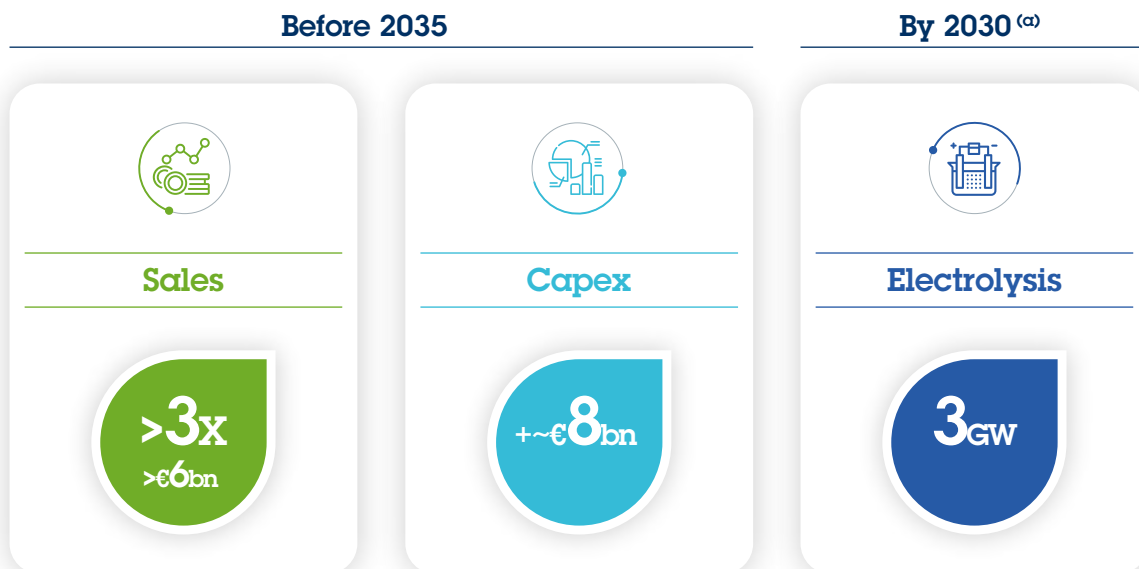 Before 2035
By 2030 (a)
Sales
Capex
Electrolysis
>3x
>€6bn
+~€8bn
3GW